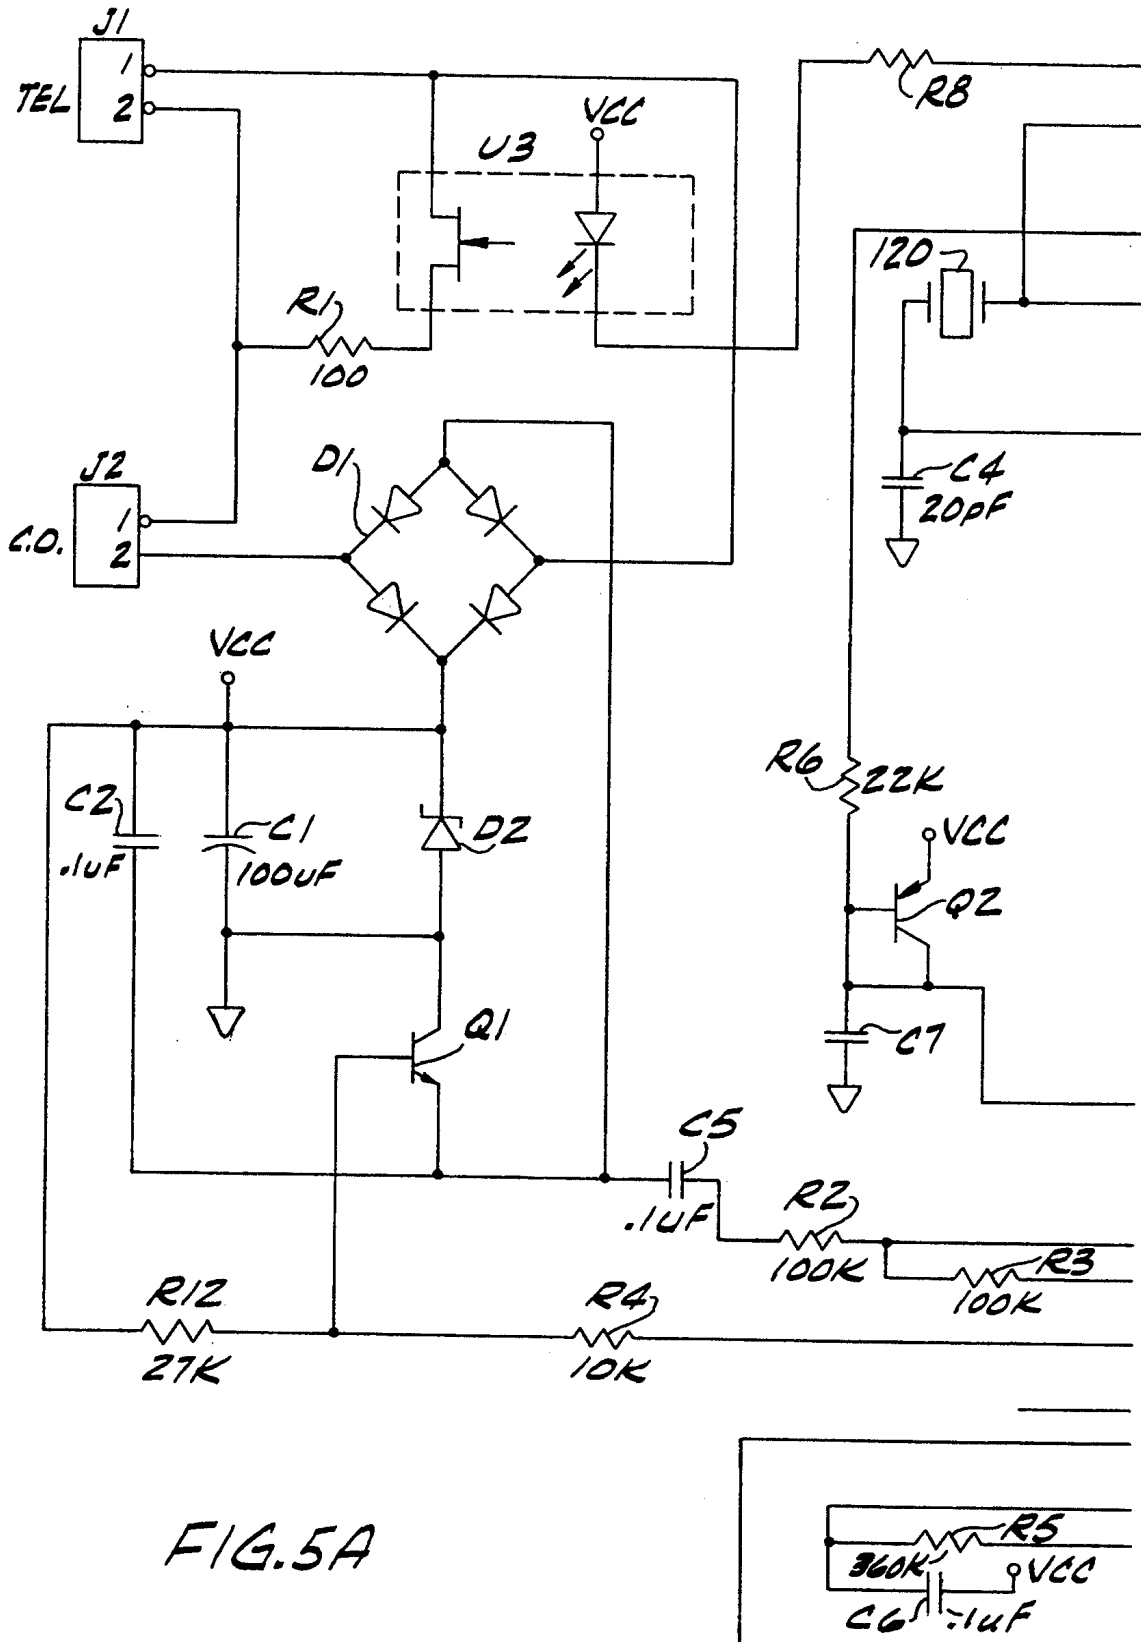 J1
1
TEL
2
R8
VCC
U3
120
R1
100
D1
J2
1
C.O.
2
C4
20pF
VCC
R6
22K
C2
.1uF
C1
100uF
D2
VCC
Q2
Q1
C7
C5
.1uF
R2
100K
R3
100K
R12
27K
R4
10K
FIG.5A
R5
360K
VCC
C6
.1uF